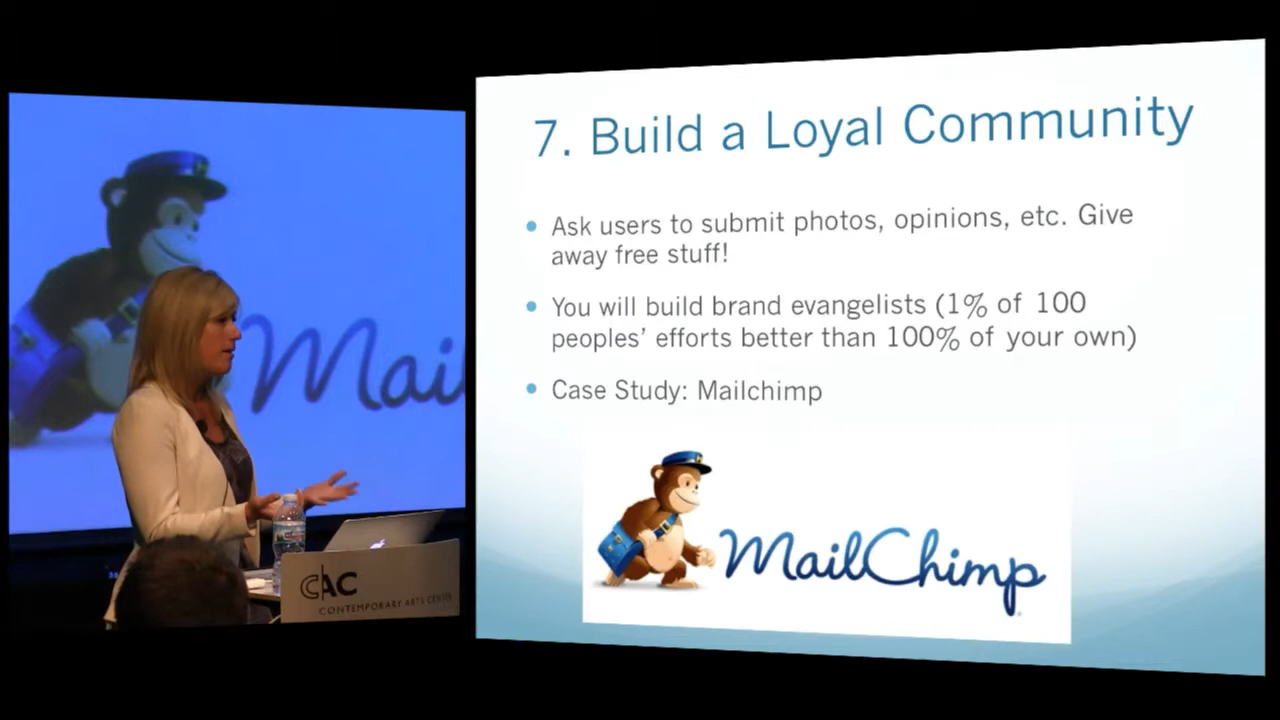 7. Build a Loyal Community
• Ask users to submit photos, opinions, etc. Give
away free stuff!
• You will build brand evangelists (1% of 100
peoples’ efforts better than 100% of your own)
• Case Study: Mailchimp
MailChimp
Mail
CAC
CONTEMPORARY ARTS CENTER